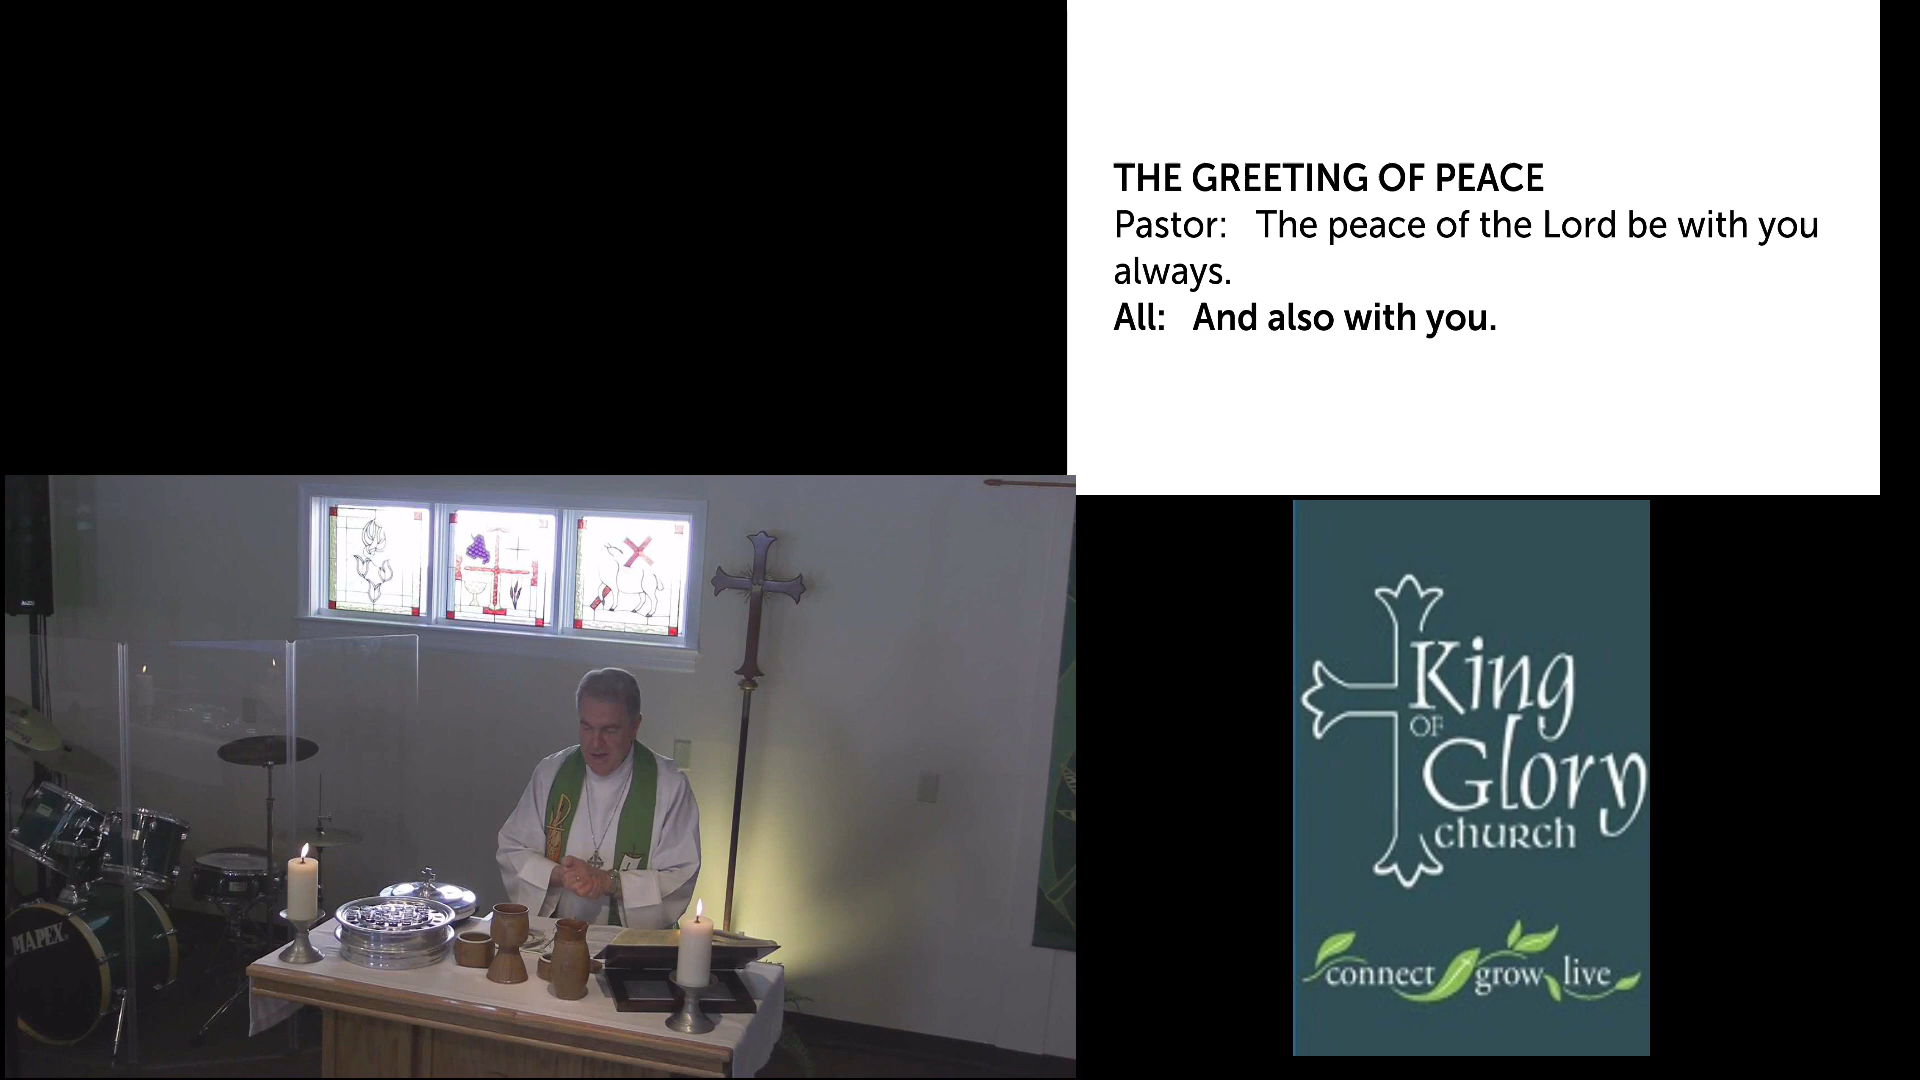 THE GREETING OF PEACE
Pastor: The peace of the Lord be with you
always.
All: And also with you.
MAPEX
King
OF
Glory
church
connect grow live